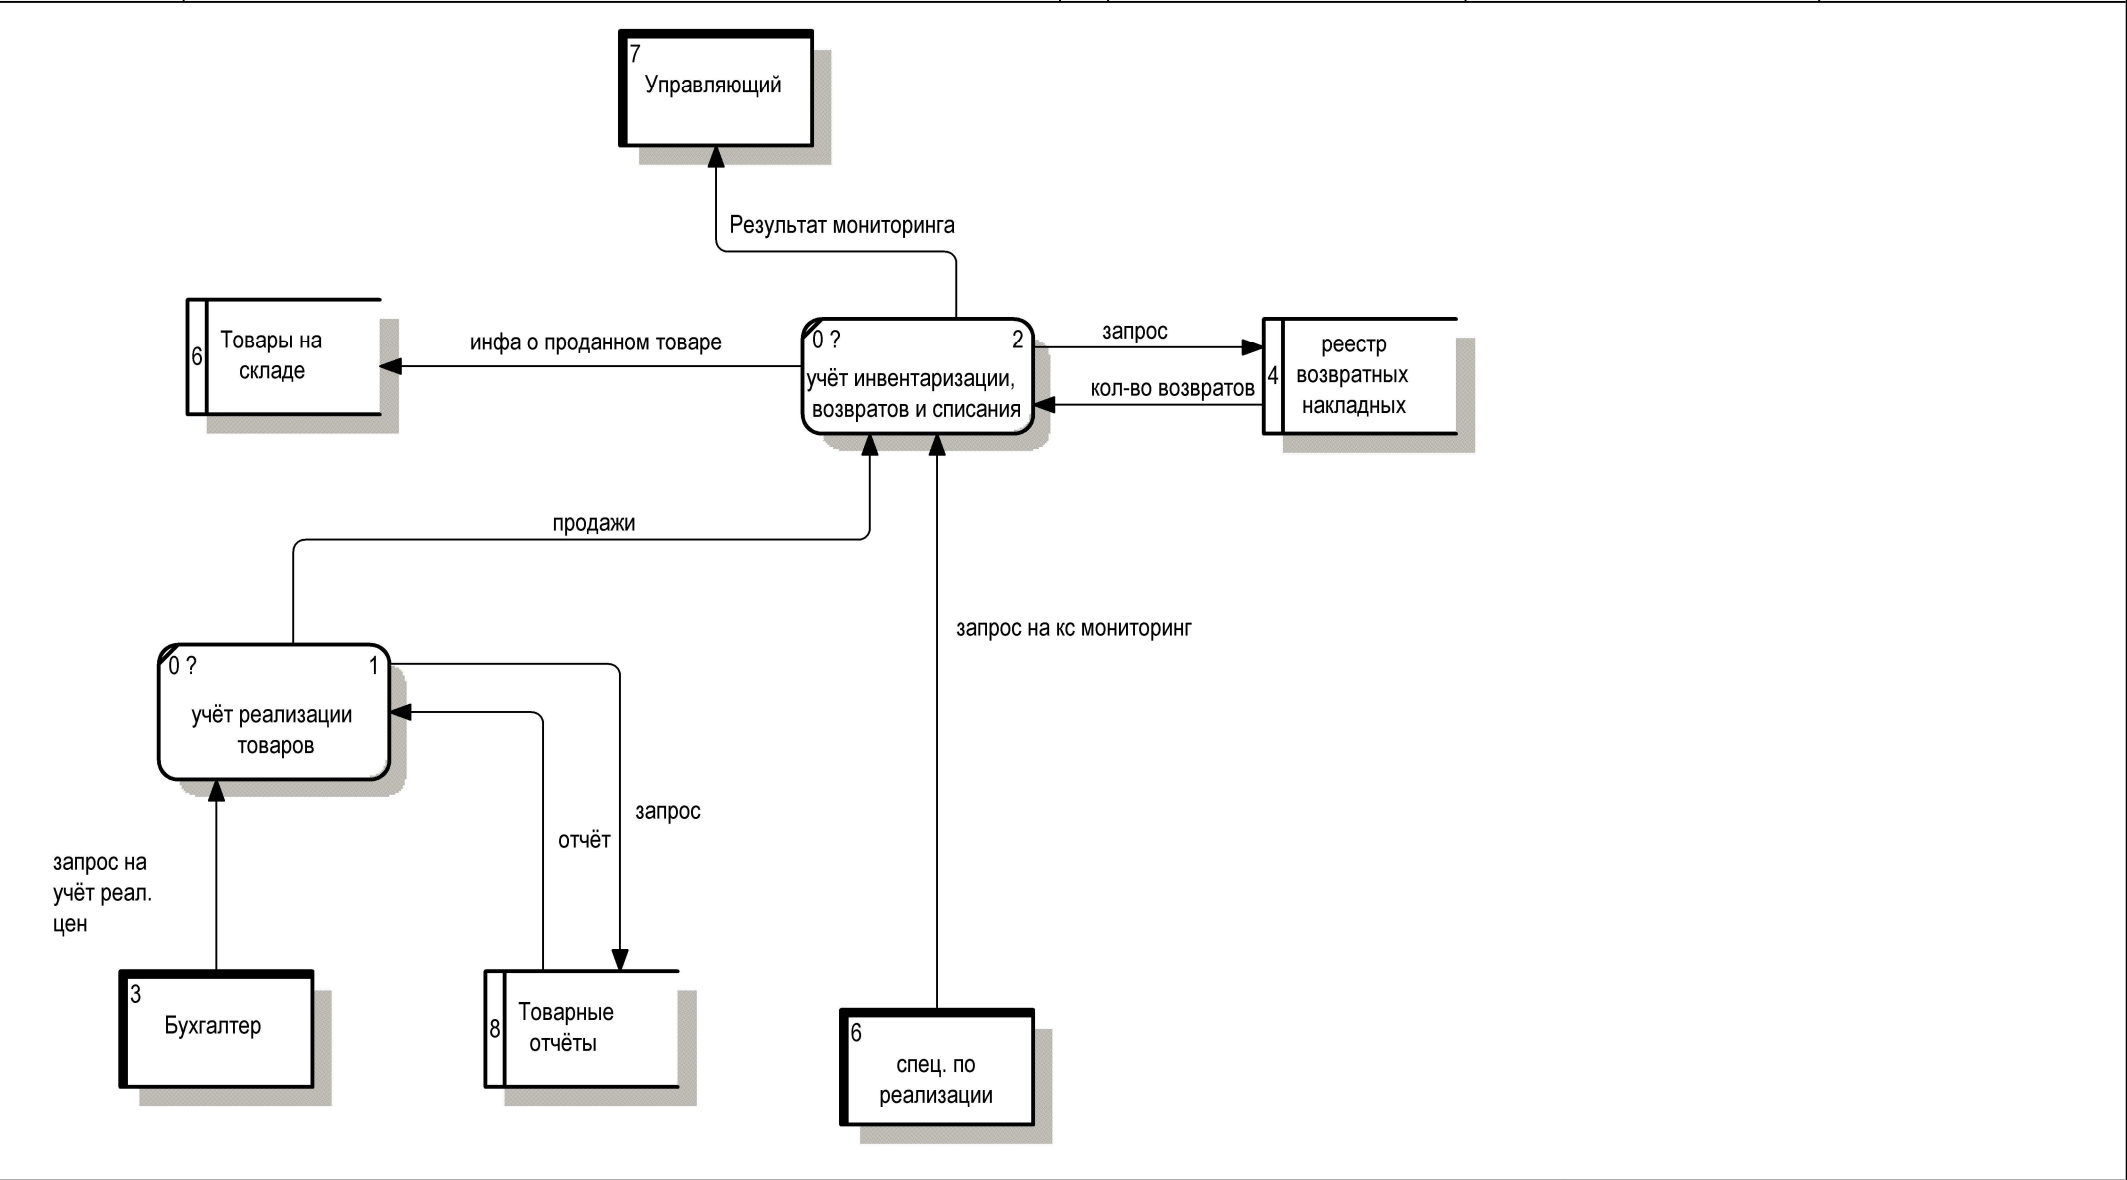 7
Управляющий
Результат мониторинга
6
Товары на
складе
инфа о проданном товаре
0 ?
2
учёт инвентаризации,
возвратов и списания
запрос
кол-во возвратов
4
реестр
возвратных
накладных
продажи
запрос на кс мониторинг
0 ?
1
учёт реализации
товаров
запрос
отчёт
запрос на
учёт реал.
цен
3
Бухгалтер
8
Товарные
отчёты
6
спец. по
реализации